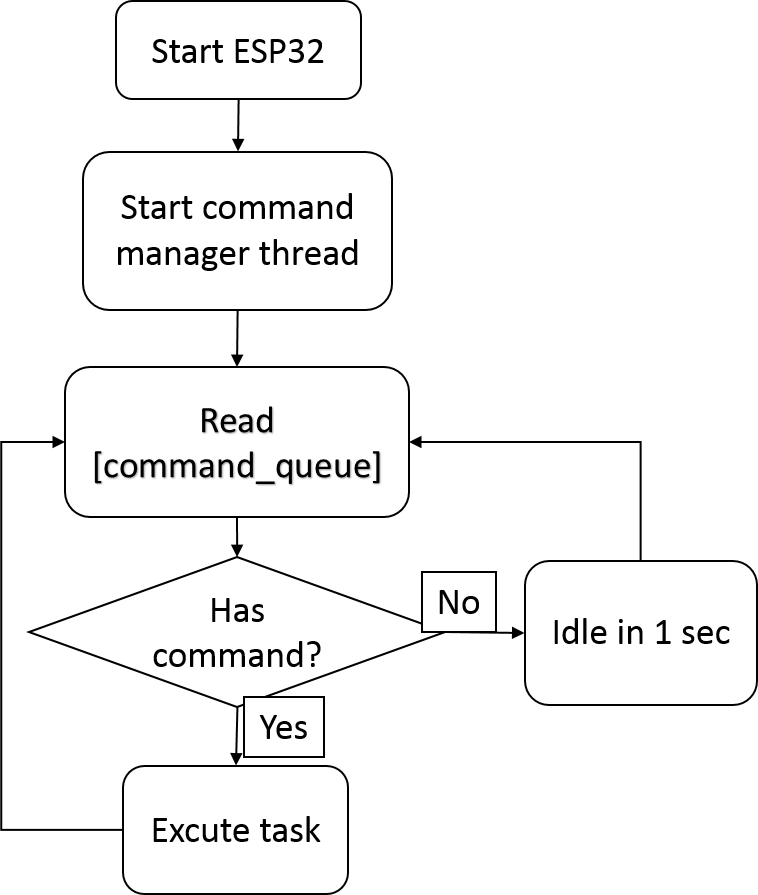 Start ESP32
Start command
manager thread
Read
[command_queue]
Has
command?
No
Idle in 1 sec
Yes
Excute task